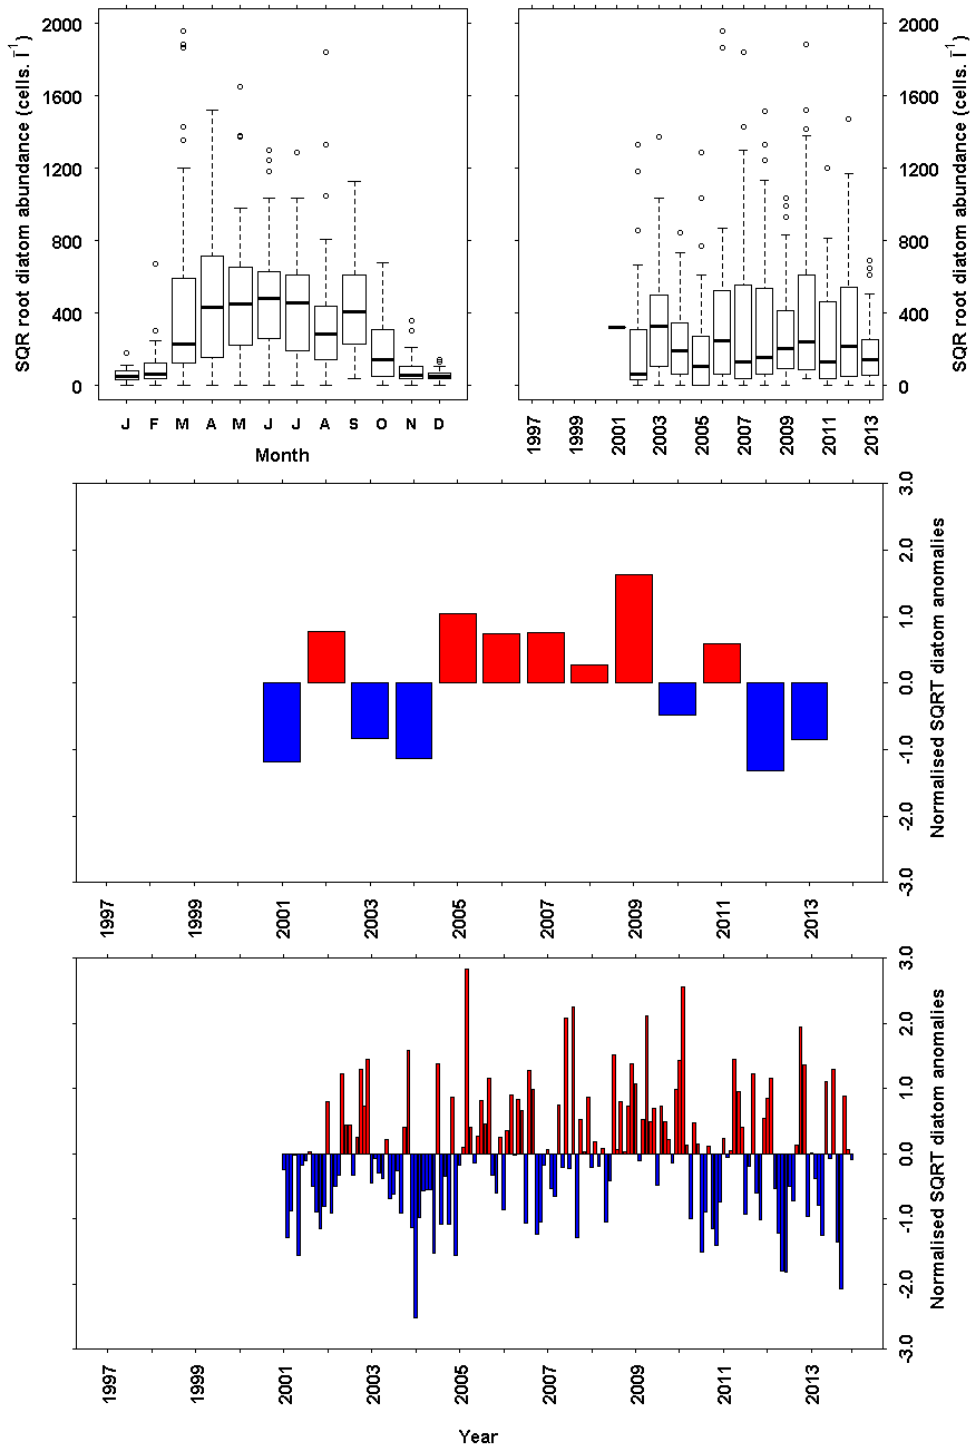 SQR root diatom abundance (cells. l⁻¹)
2000
1600
1200
800
400
0
J F M A M J J A S O N D
Month
2000
1600
1200
800
400
0
SQR root diatom abundance (cells. l⁻¹)
1997 1999 2001 2003 2005 2007 2009 2011 2013
3.0
2.0
1.0
0.0
-1.0
-2.0
-3.0
Normalised SQRT diatom anomalies
1997 1999 2001 2003 2005 2007 2009 2011 2013
3.0
2.0
1.0
0.0
-1.0
-2.0
-3.0
Normalised SQRT diatom anomalies
1997 1999 2001 2003 2005 2007 2009 2011 2013
Year